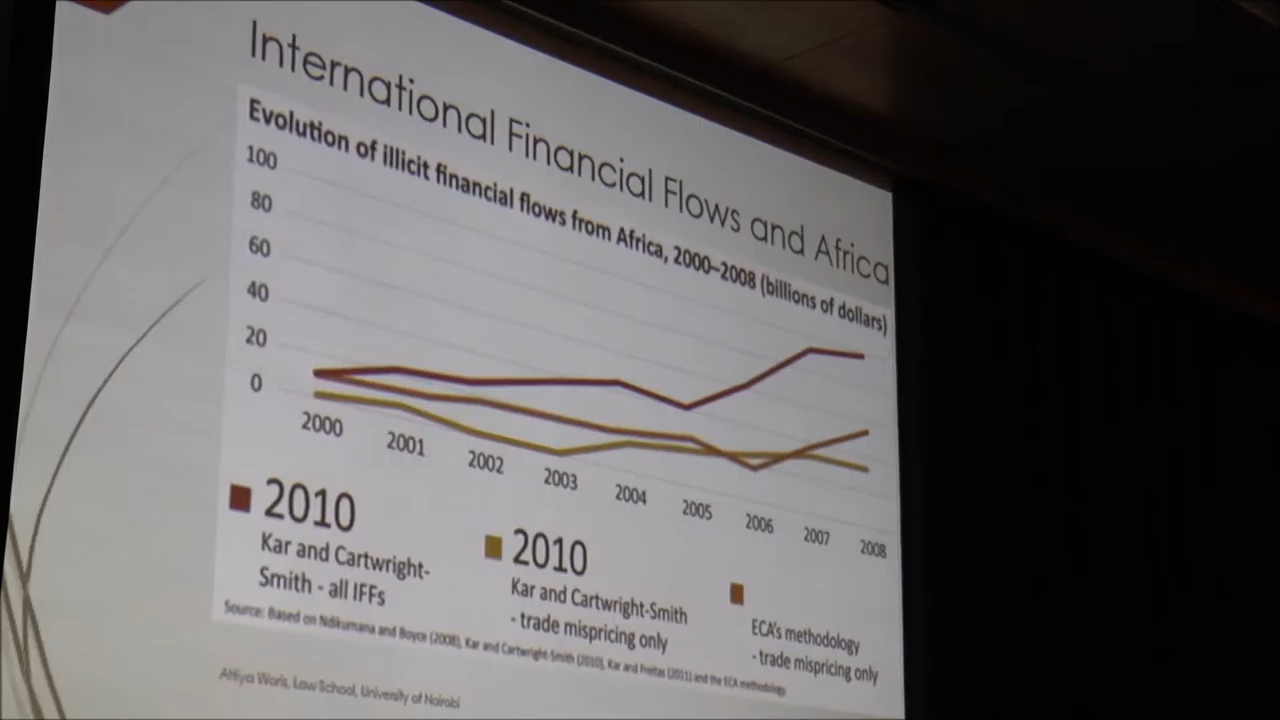 International Financial Flows and Africa
Evolution of illicit financial flows from Africa, 2000–2008 (billions of dollars)
100
80
60
40
20
0
2000
2001
2002
2003
2004
2005
2006
2007
2008
2010
Kar and Cartwright-
Smith - all IFFs
2010
Kar and Cartwright-Smith
- trade mispricing only
ECA's methodology
- trade mispricing only
Source: Based on Ndikumana and Boyce (2008), Kar and Cartwright-Smith (2010), Kar and Freitas (2011) and the ECA methodology.
Attiya Waris, Law School, University of Nairobi